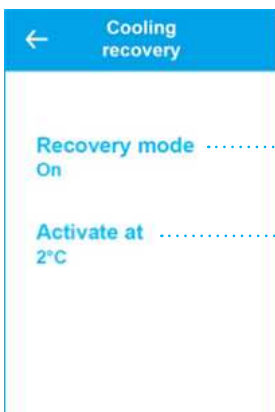 Cooling
recovery
Recovery mode
On
Activate at
2°C